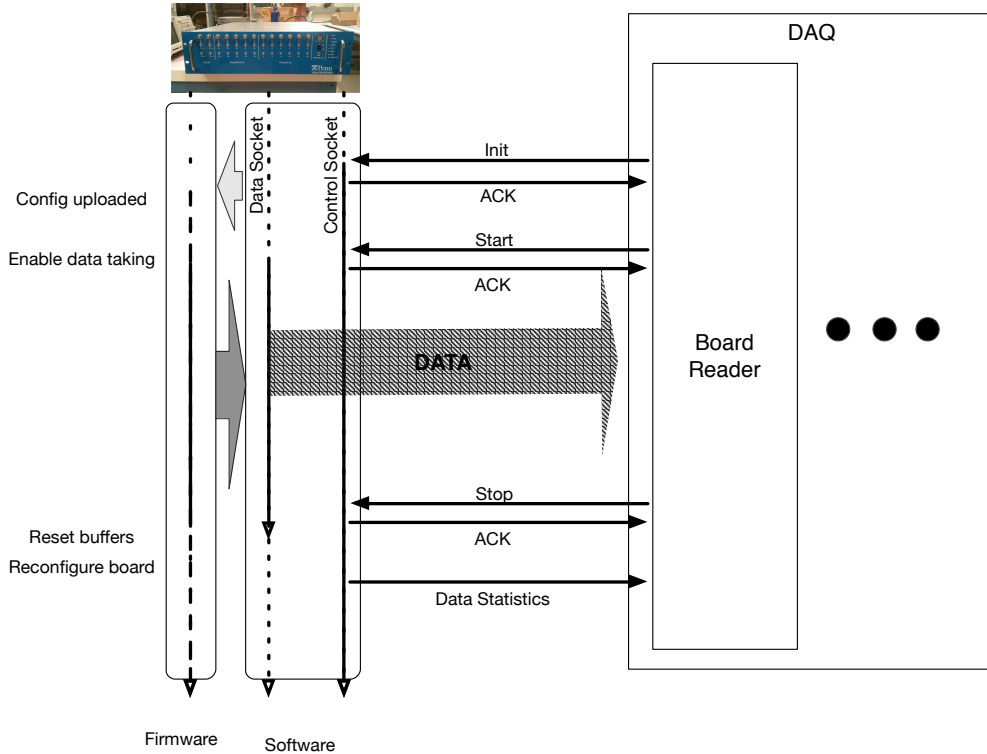 DAQ
Penn
Data Socket
Control Socket
Init
ACK
Config uploaded
Start
Enable data taking
ACK
DATA
Board
Reader
Stop
Reset buffers
ACK
Reconfigure board
Data Statistics
Firmware
Software